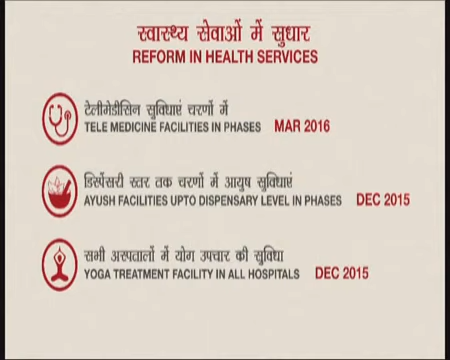 स्वास्थ्य सेवाओं में सुधार
REFORM IN HEALTH SERVICES
टेलीमेडीसिन सुविधाएं चरणों में
TELE MEDICINE FACILITIES IN PHASES MAR 2016
डिस्पेंसरी स्तर तक चरणों में आयुष सुविधाएं
AYUSH FACILITIES UPTO DISPENSARY LEVEL IN PHASES DEC 2015
सभी अस्पतालों में योग उपचार की सुविधा
YOGA TREATMENT FACILITY IN ALL HOSPITALS DEC 2015